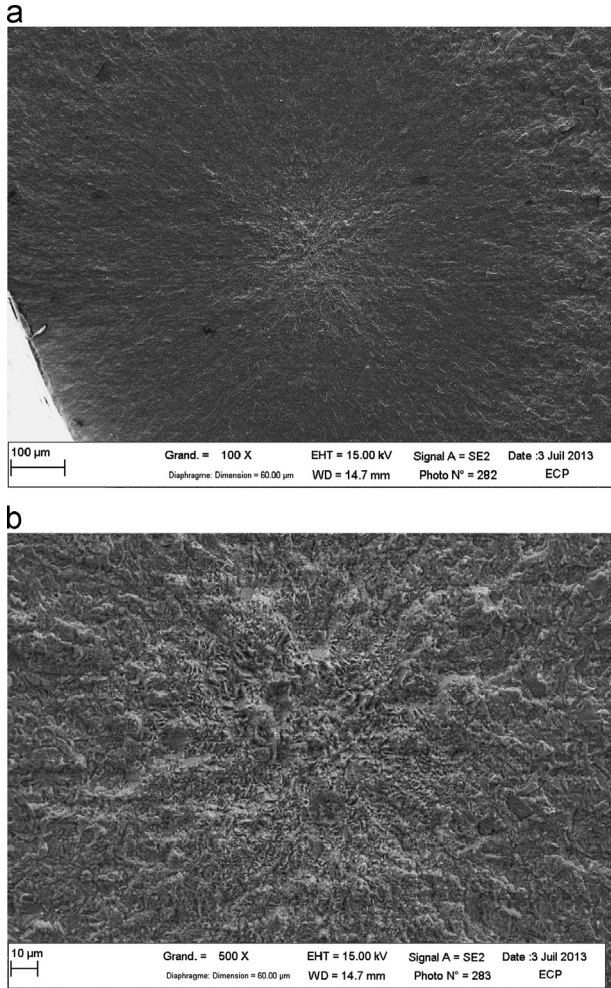 a
100 µm Grand. = 100 X EHT = 15.00 kV Signal A = SE2 Date :3 Juil 2013
Diaphragme: Dimension = 60.00 µm WD = 14.7 mm Photo N° = 282 ECP
b
10 µm Grand. = 500 X EHT = 15.00 kV Signal A = SE2 Date :3 Juil 2013
Diaphragme: Dimension = 60.00 µm WD = 14.7 mm Photo N° = 283 ECP